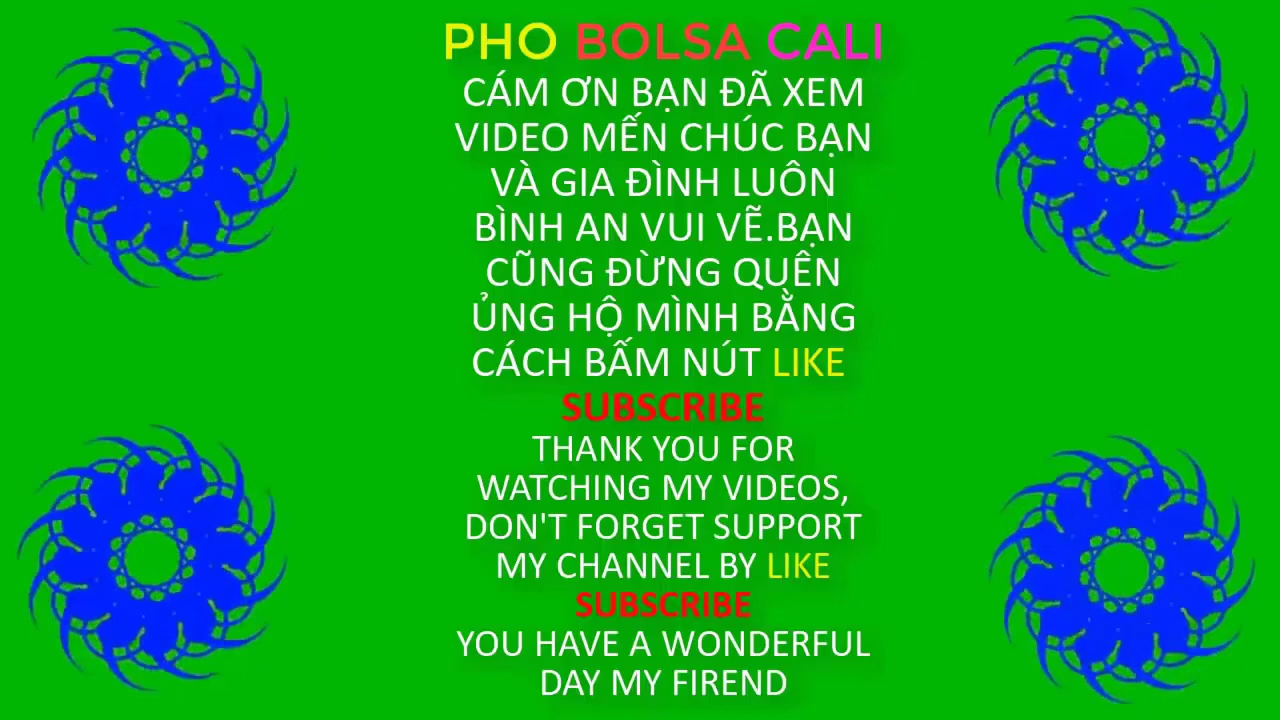 PHO BOLSA CALI
CÁM ƠN BẠN ĐÃ XEM
VIDEO MẾN CHÚC BẠN
VÀ GIA ĐÌNH LUÔN
BÌNH AN VUI VẼ.BẠN
CŨNG ĐỪNG QUÊN
ỦNG HỘ MÌNH BẰNG
CÁCH BẤM NÚT LIKE
SUBSCRIBE
THANK YOU FOR
WATCHING MY VIDEOS,
DON'T FORGET SUPPORT
MY CHANNEL BY LIKE
SUBSCRIBE
YOU HAVE A WONDERFUL
DAY MY FIREND